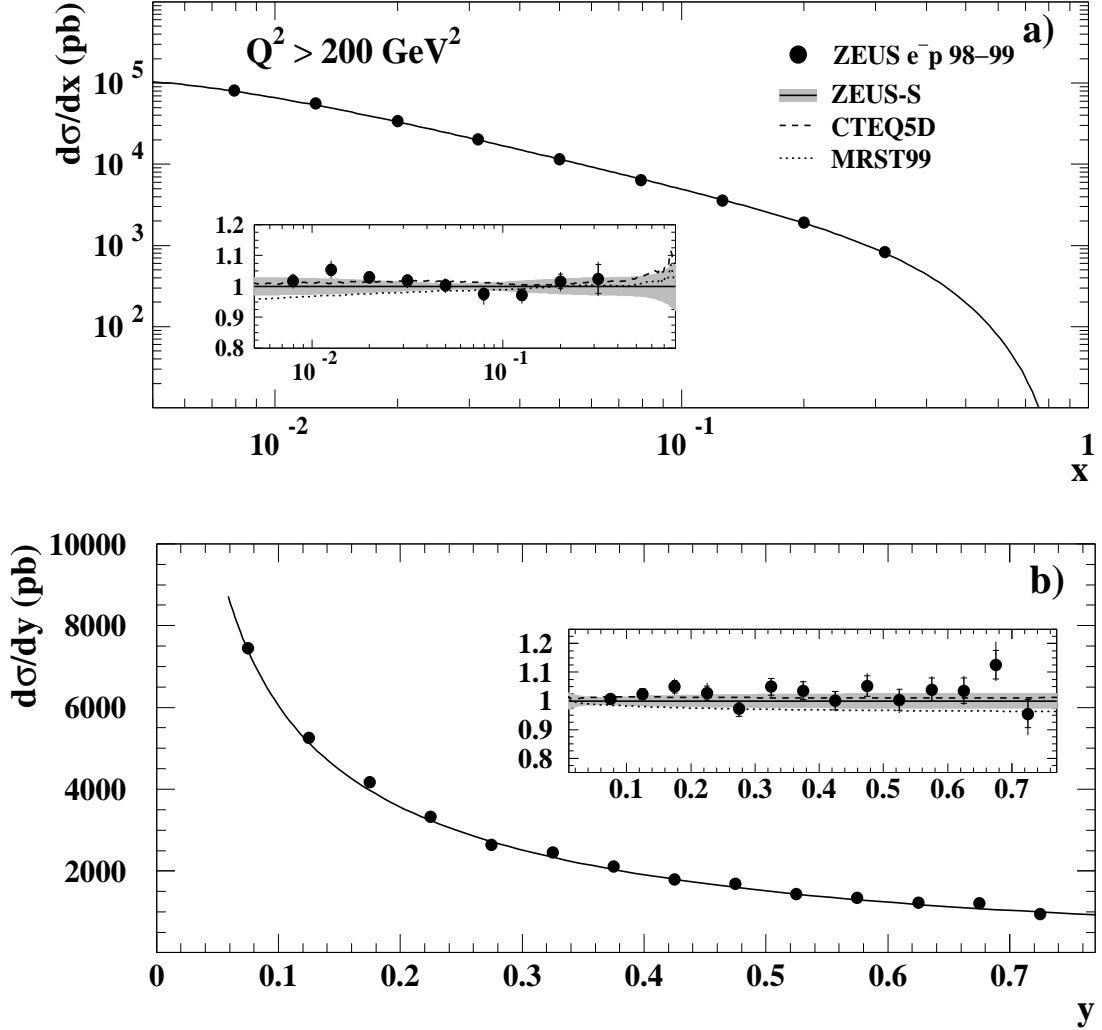 a)
Q² > 200 GeV²
ZEUS e⁻p 98–99
ZEUS-S
CTEQ5D
MRST99
dσ/dx (pb)
10⁵
10⁴
10³
10²
1.2
1.1
1
0.9
0.8
10⁻² 10⁻¹
10⁻² 10⁻¹ 1
x
b)
dσ/dy (pb)
10000
8000
6000
4000
2000
1.2
1.1
1
0.9
0.8
0.1 0.2 0.3 0.4 0.5 0.6 0.7
0 0.1 0.2 0.3 0.4 0.5 0.6 0.7
y